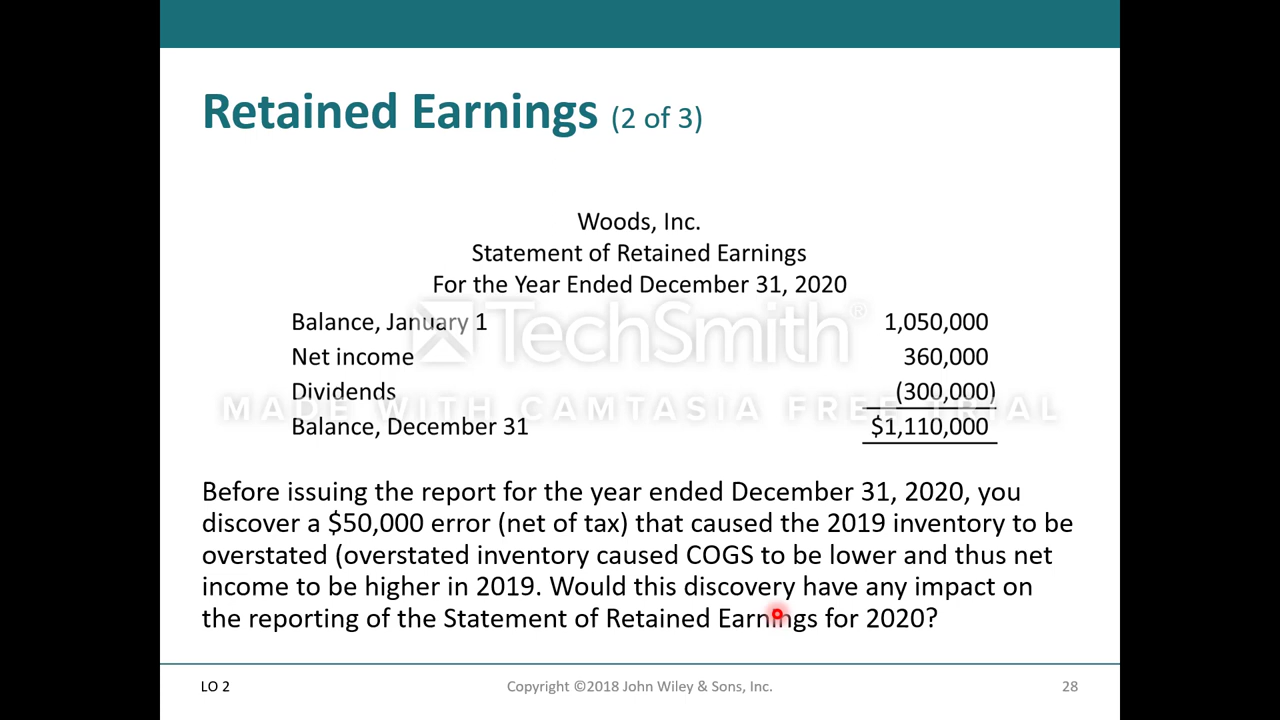 Retained Earnings (2 of 3)
Woods, Inc.
Statement of Retained Earnings
For the Year Ended December 31, 2020
Balance, January 1 1,050,000
Net income 360,000
Dividends (300,000)
Balance, December 31 $1,110,000
TechSmith®
MADE WITH CAMTASIA FREE TRIAL
Before issuing the report for the year ended December 31, 2020, you
discover a $50,000 error (net of tax) that caused the 2019 inventory to be
overstated (overstated inventory caused COGS to be lower and thus net
income to be higher in 2019. Would this discovery have any impact on
the reporting of the Statement of Retained Earnings for 2020?
LO 2 Copyright ©2018 John Wiley & Sons, Inc. 28